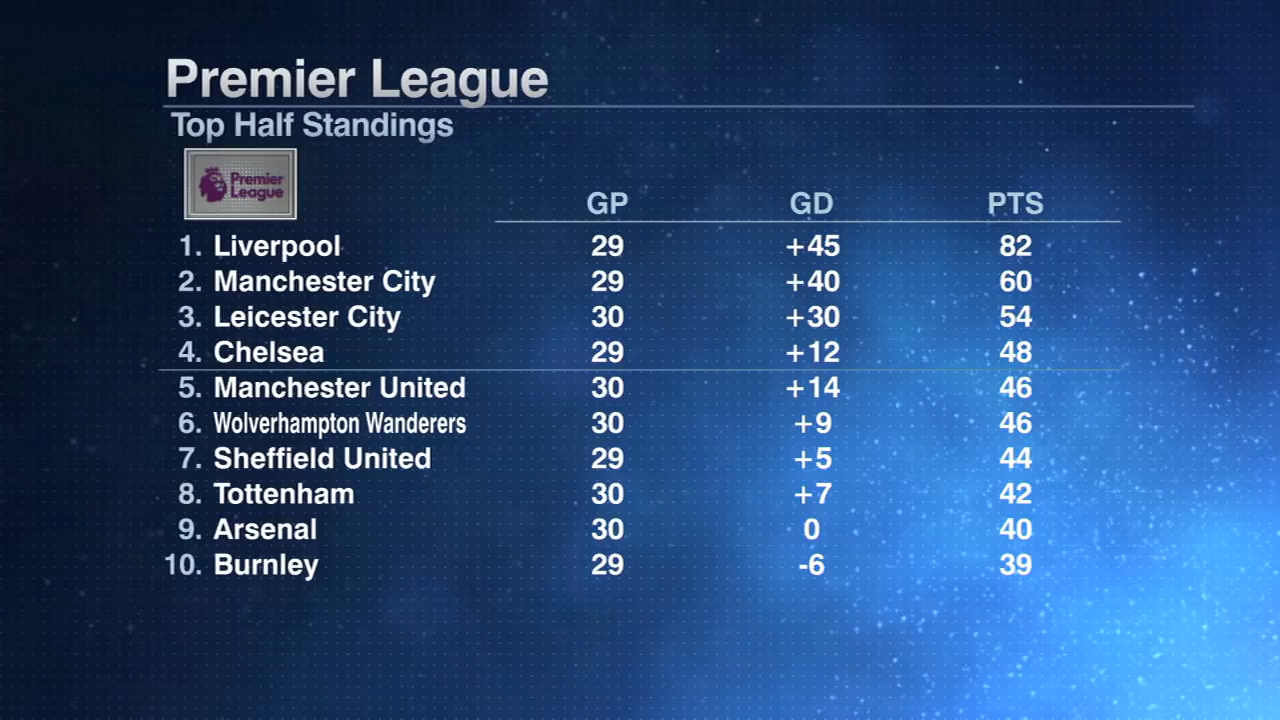 Premier League
Top Half Standings
Premier League
GP GD PTS
1. Liverpool 29 +45 82
2. Manchester City 29 +40 60
3. Leicester City 30 +30 54
4. Chelsea 29 +12 48
5. Manchester United 30 +14 46
6. Wolverhampton Wanderers 30 +9 46
7. Sheffield United 29 +5 44
8. Tottenham 30 +7 42
9. Arsenal 30 0 40
10. Burnley 29 -6 39